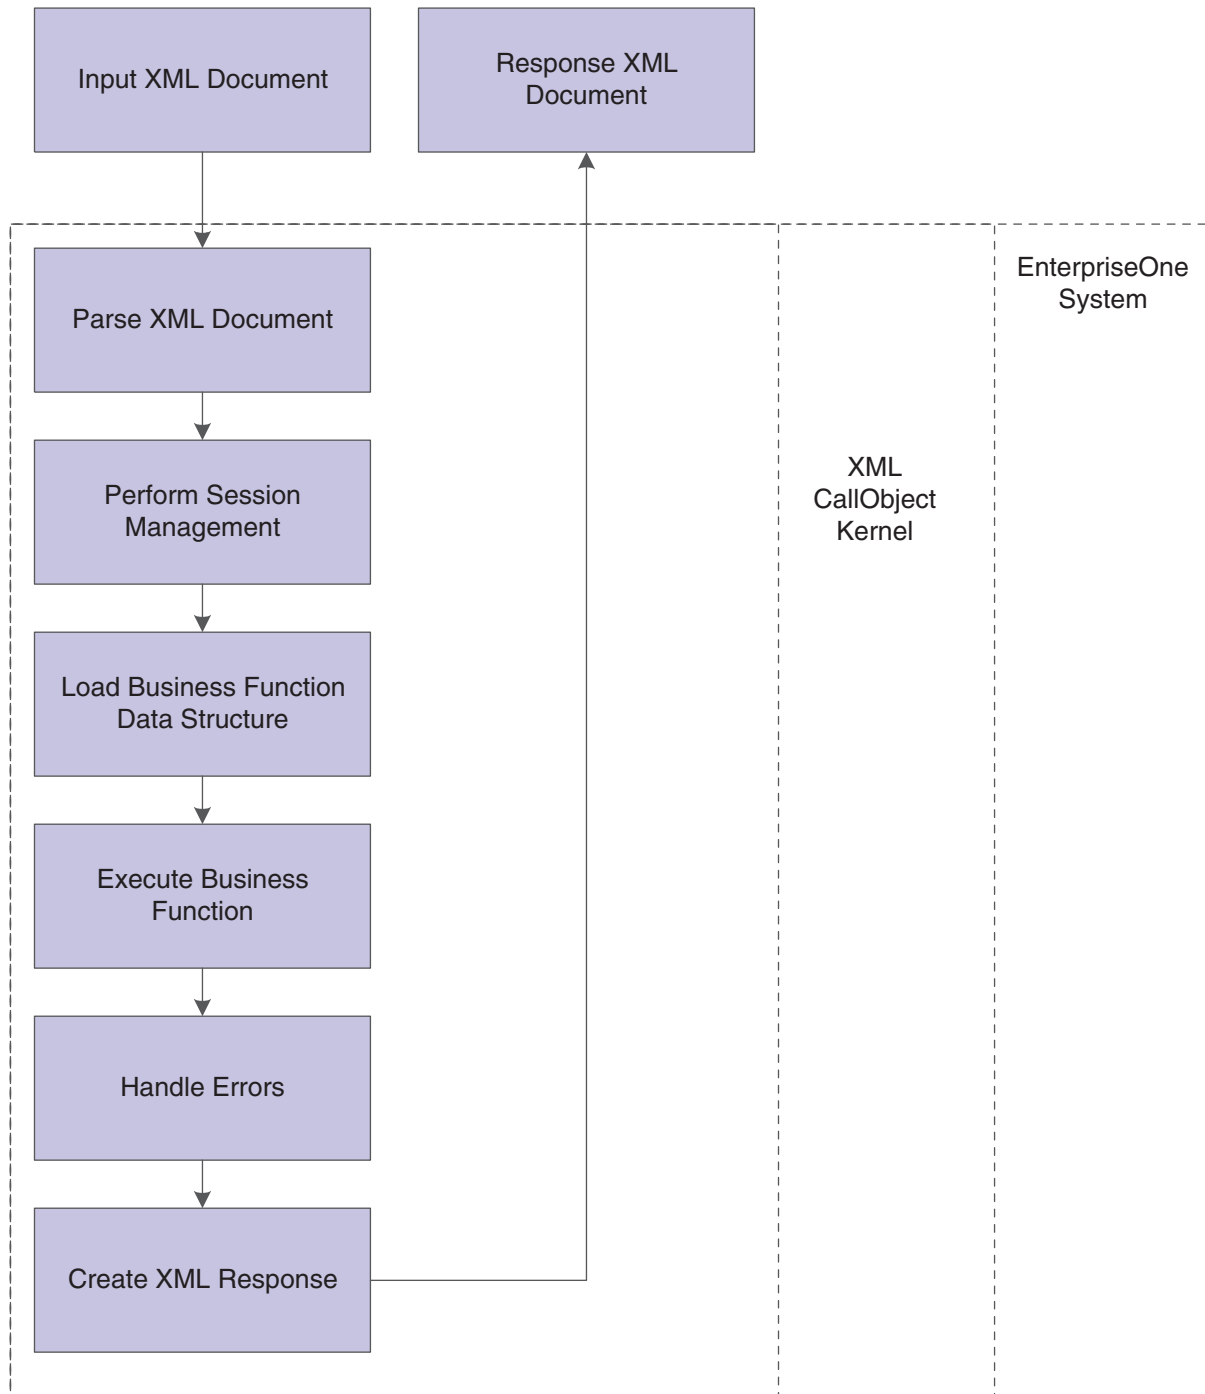 Input XML Document
Response XML
Document
EnterpriseOne
System
Parse XML Document
XML
CallObject
Kernel
Perform Session
Management
Load Business Function
Data Structure
Execute Business
Function
Handle Errors
Create XML Response